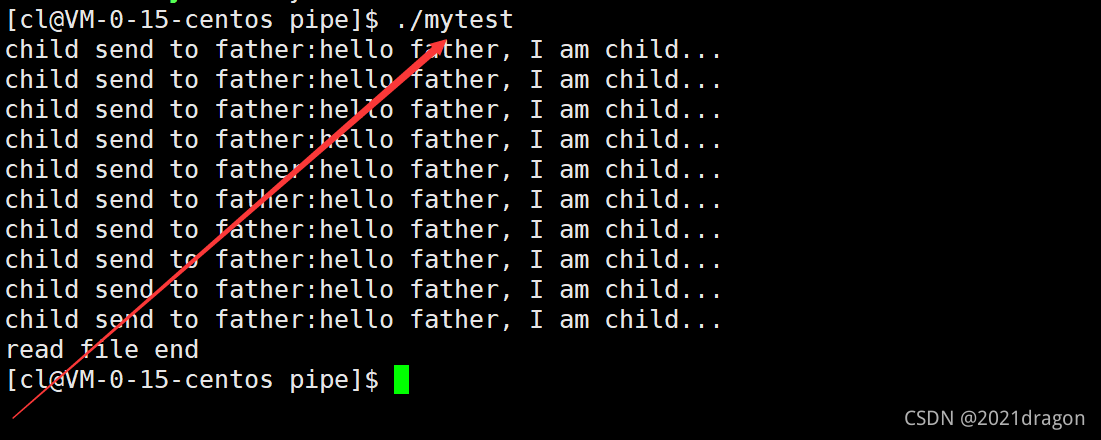 [cl@VM-0-15-centos pipe]$ ./mytest
child send to father:hello father, I am child...
child send to father:hello father, I am child...
child send to father:hello father, I am child...
child send to father:hello father, I am child...
child send to father:hello father, I am child...
child send to father:hello father, I am child...
child send to father:hello father, I am child...
child send to father:hello father, I am child...
child send to father:hello father, I am child...
child send to father:hello father, I am child...
read file end
[cl@VM-0-15-centos pipe]$
CSDN @2021dragon